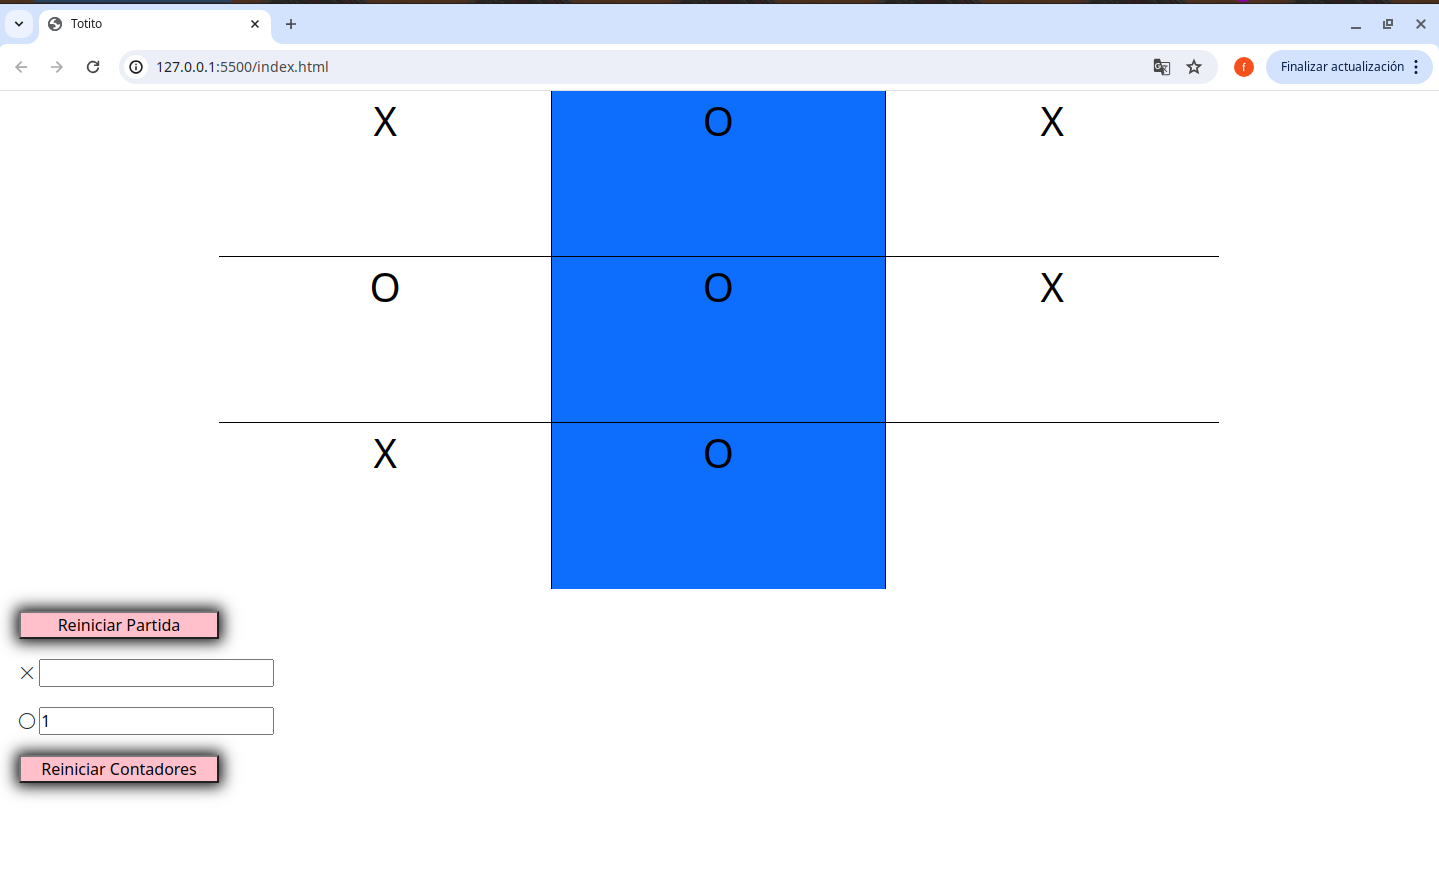 Totito
127.0.0.1:5500/index.html
f
Finalizar actualización
X O X
O O X
X O
Reiniciar Partida
1
Reiniciar Contadores